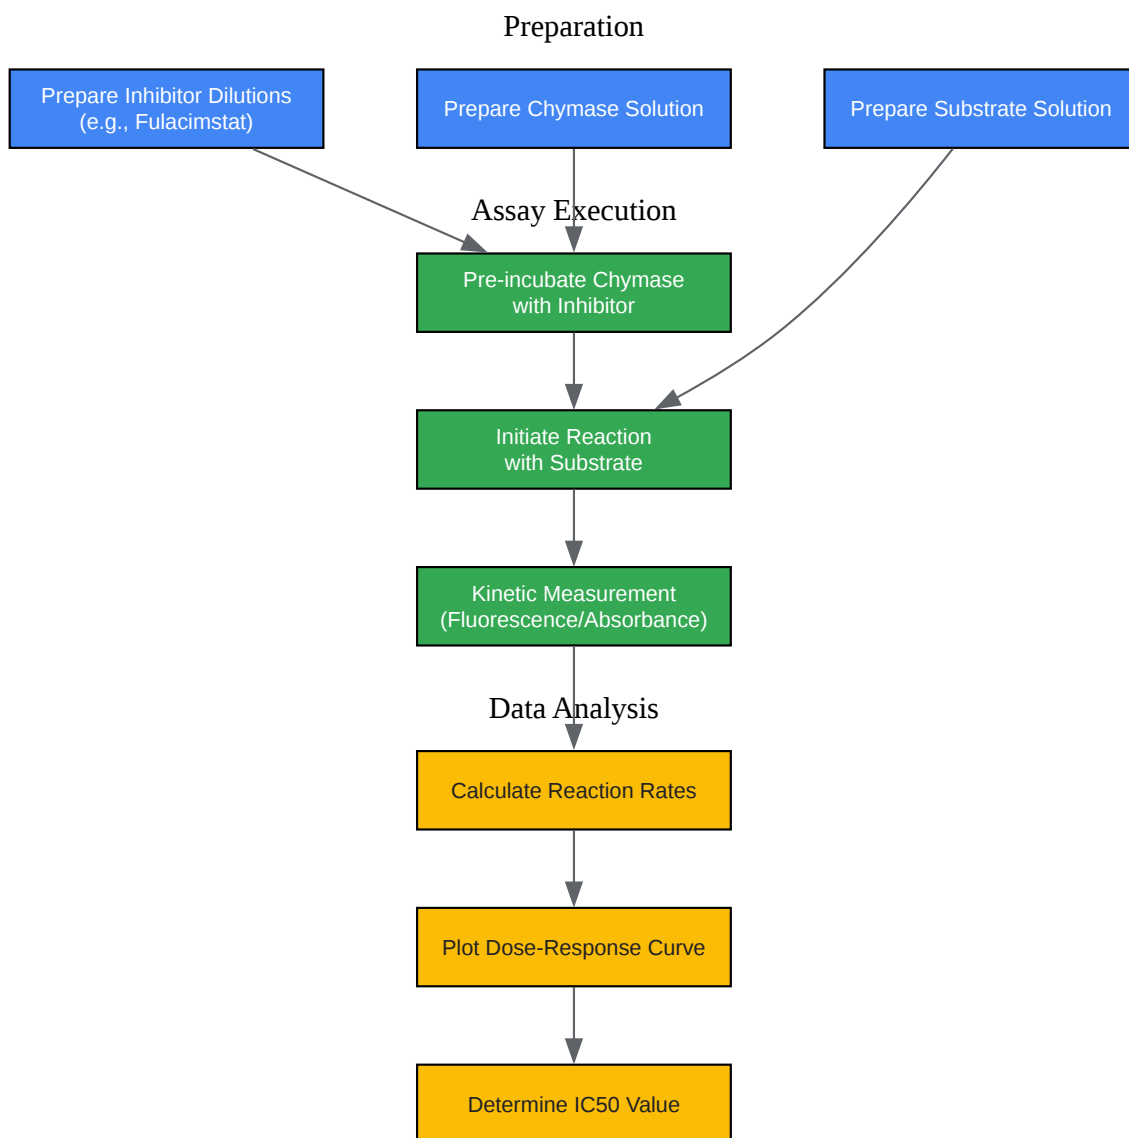 Preparation
Prepare Inhibitor Dilutions
(e.g., Fulacimstat)
Prepare Chymase Solution
Prepare Substrate Solution
Assay Execution
Pre-incubate Chymase
with Inhibitor
Initiate Reaction
with Substrate
Kinetic Measurement
(Fluorescence/Absorbance)
Data Analysis
Calculate Reaction Rates
Plot Dose-Response Curve
Determine IC50 Value